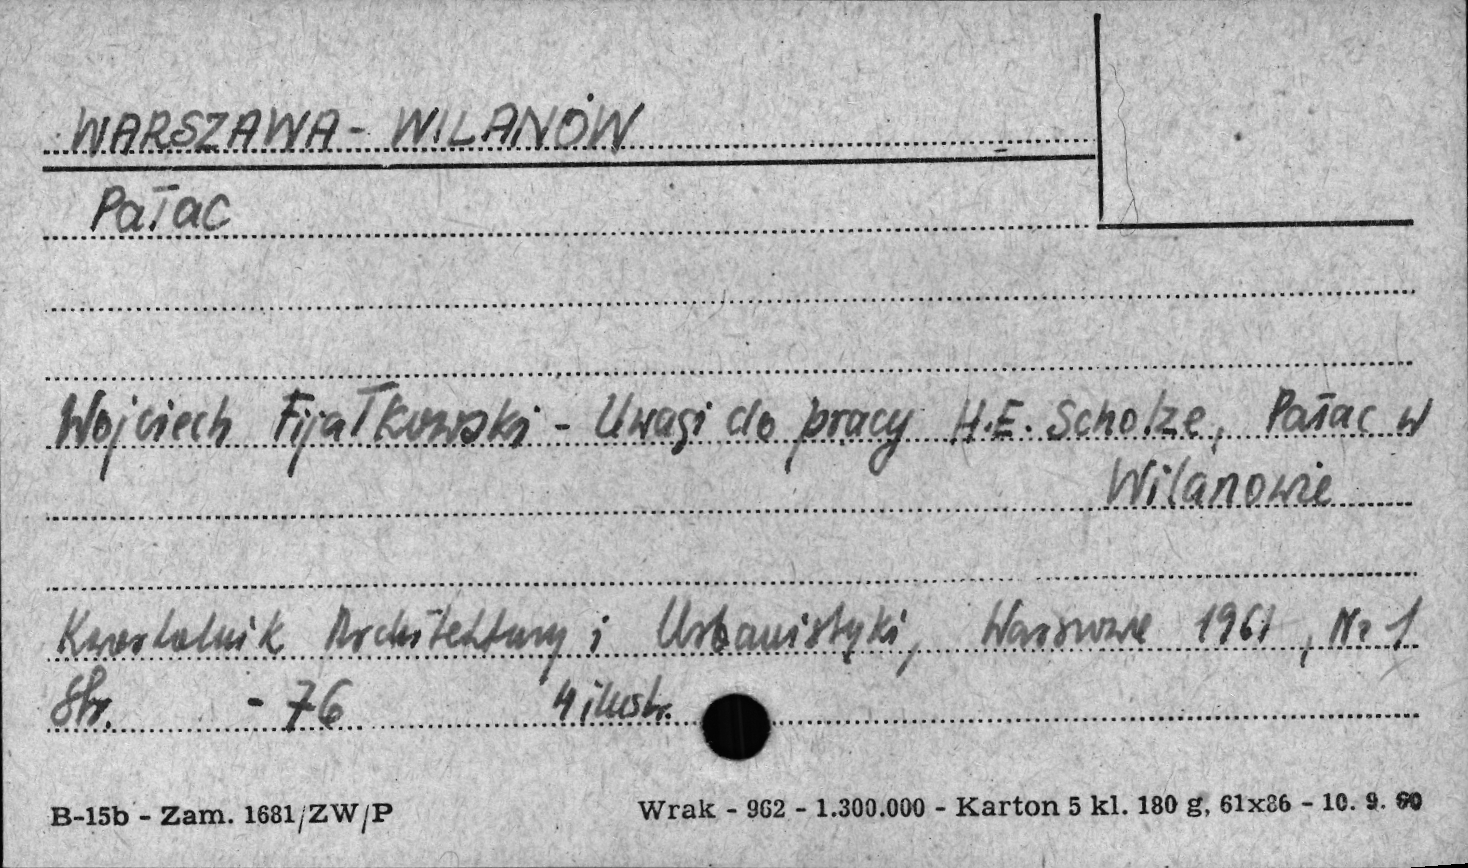 WARSZAWA - WILANÓW
Pałac
Wojciech Fijałkowski - Uwagi do pracy H.E. Scholze, Pałac w
Wilanowie
Kwartalnik Architektury i Urbanistyki, Warszawa 1961, Nr 1
Str. - 76 4 ilustr.
B-15b - Zam. 1681/ZW/P
Wrak - 962 - 1.300.000 - Karton 5 kl. 180 g, 61x86 - 10. 9. 60